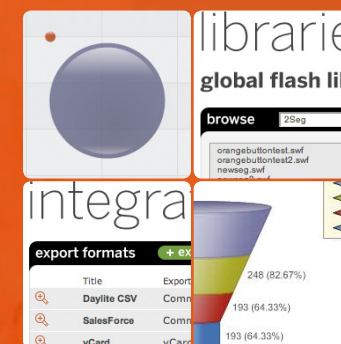 librarie
global flash li
browse
2Seg
orangebuttontest.swf
orangebuttontest2.swf
newseg.swf
integra
export formats
+ ex
Title
Export
Daylite CSV
Comm
SalesForce
Comm
vCard
vCard
248 (82.67%)
193 (64.33%)
193 (64.33%)